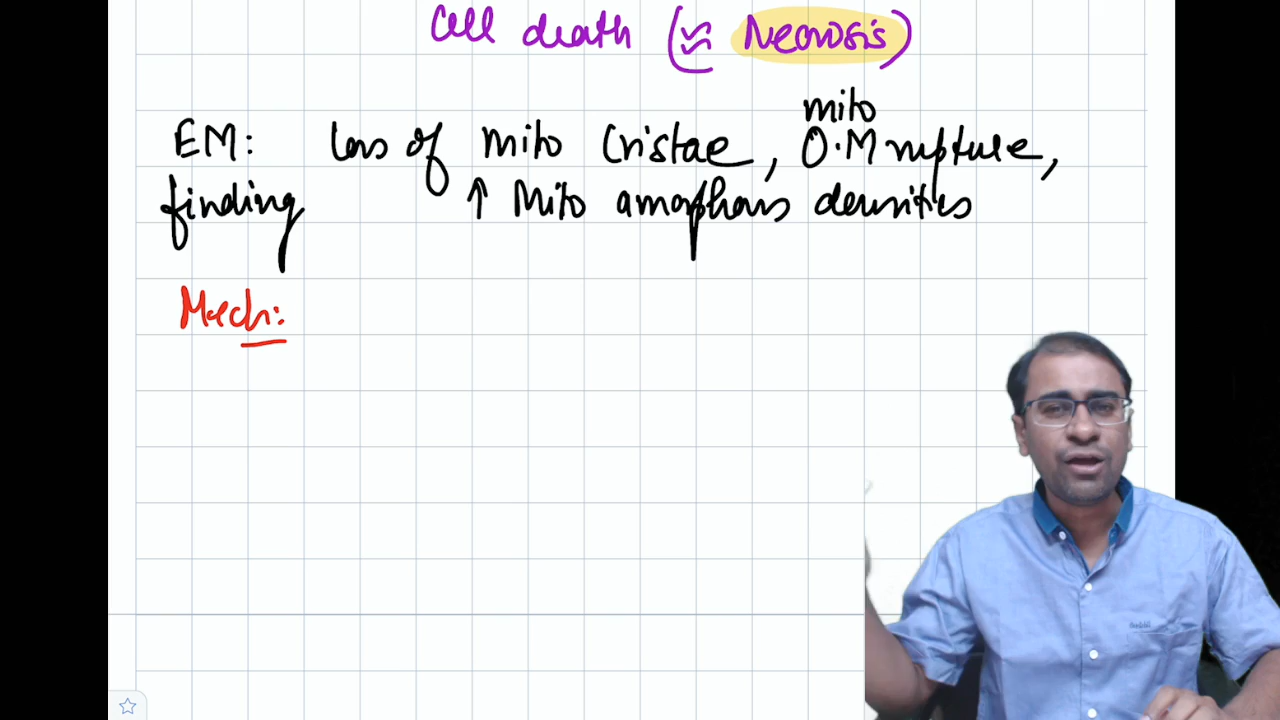 Cell death (≈ Necrosis)
mito
EM: Loss of mito Cristae, O.M rupture,
finding ↑ Mito amorphous densities
Mech: